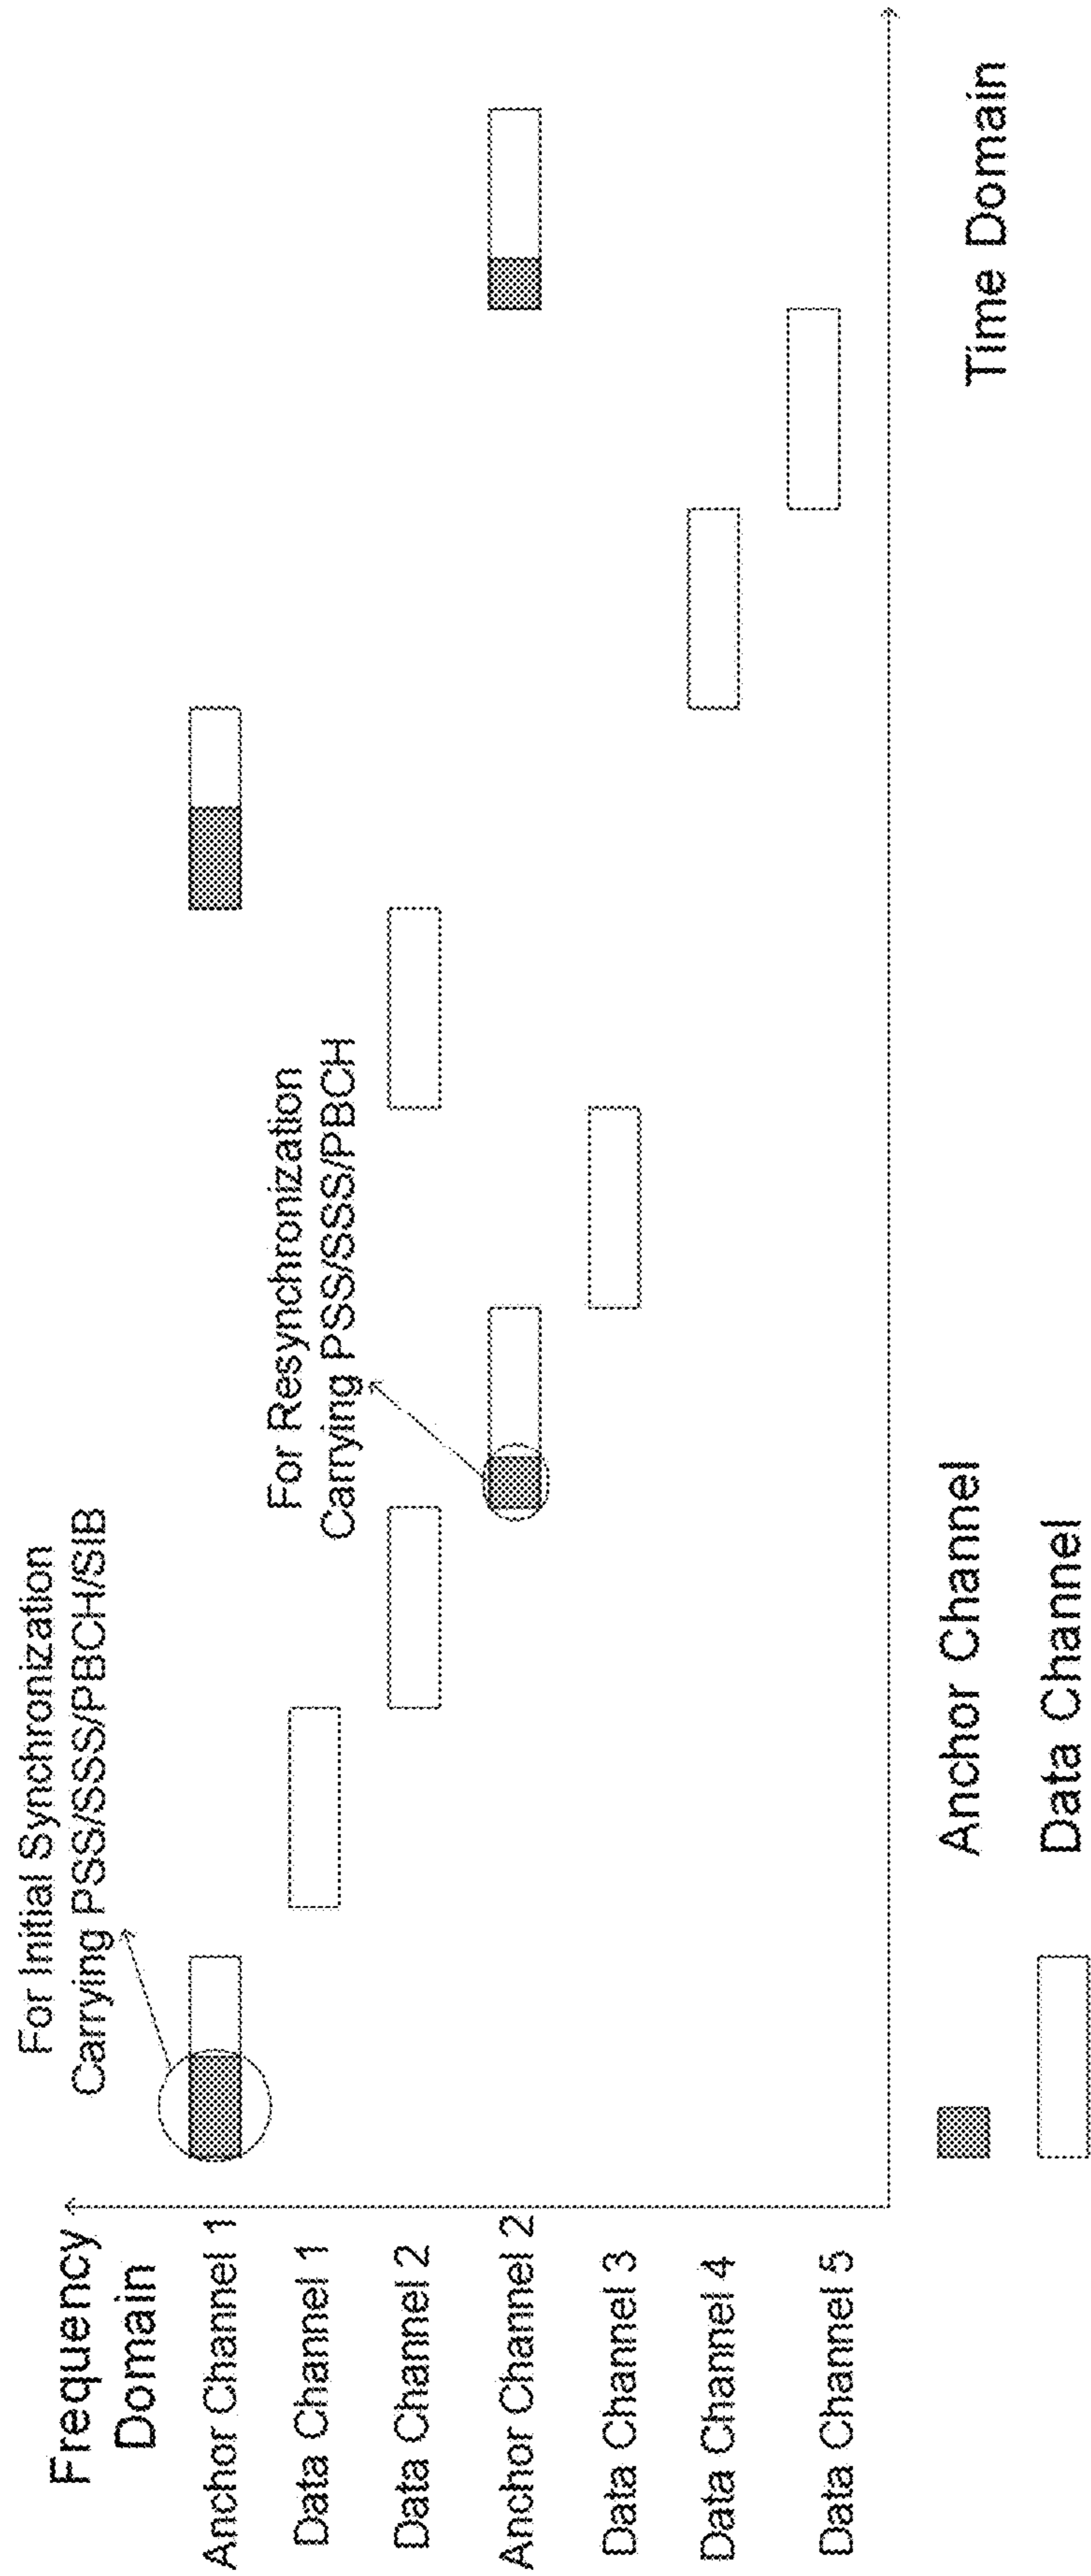 For Initial Synchronization
Carrying PSS/SSS/PBCH/SIB
Frequency
Domain
Anchor Channel 1
Data Channel 1
Data Channel 2
Anchor Channel 2
Data Channel 3
Data Channel 4
Data Channel 5
For Resynchronization
Carrying PSS/SSS/PBCH
Time Domain
Anchor Channel
Data Channel